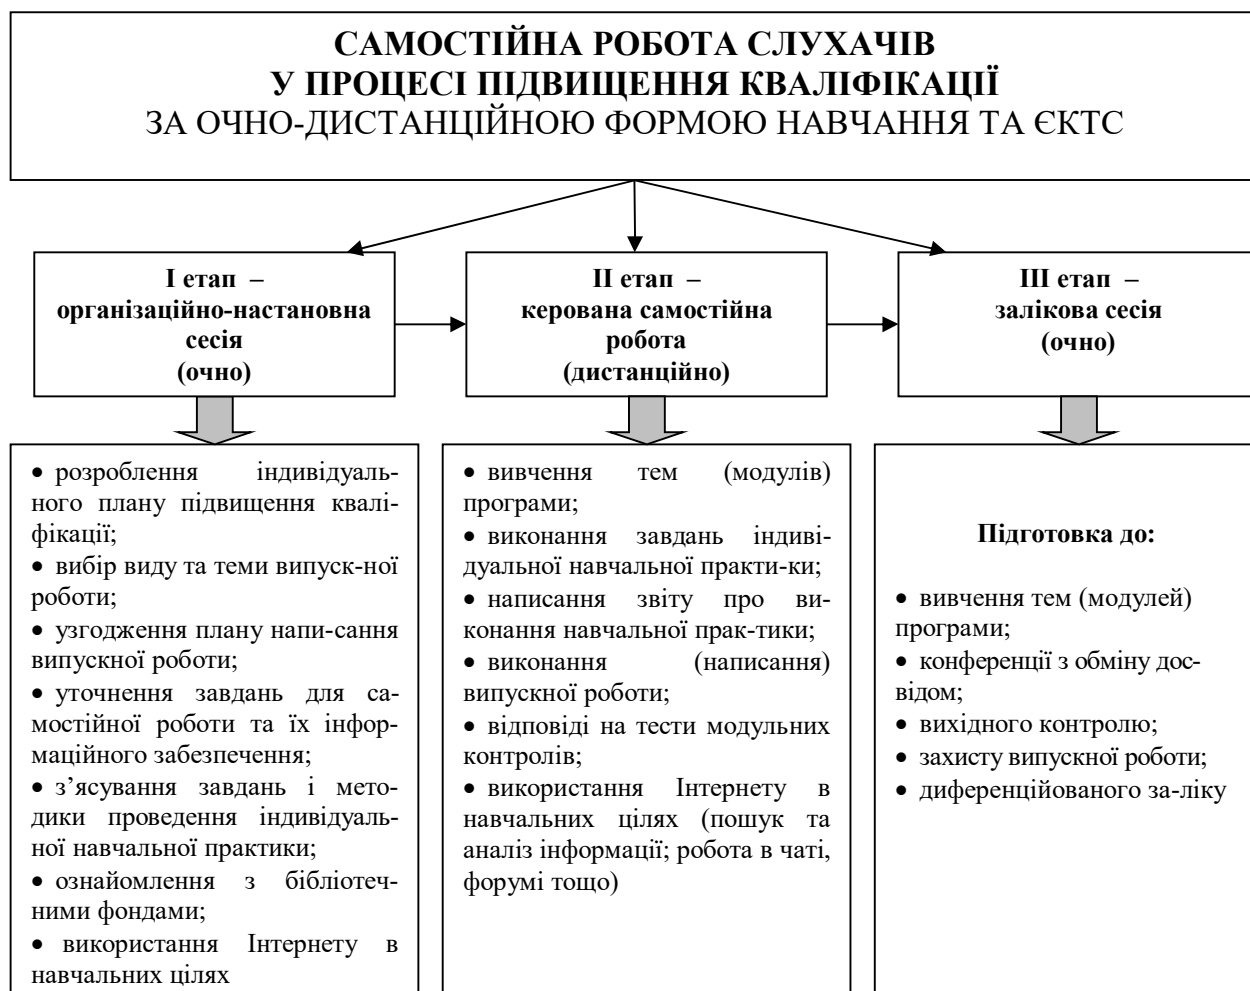 САМОСТІЙНА РОБОТА СЛУХАЧІВ
У ПРОЦЕСІ ПІДВИЩЕННЯ КВАЛІФІКАЦІЇ
ЗА ОЧНО-ДИСТАНЦІЙНОЮ ФОРМОЮ НАВЧАННЯ ТА ЄКТС
І етап –
організаційно-настановна
сесія
(очно)
ІІ етап –
керована самостійна
робота
(дистанційно)
ІІІ етап –
залікова сесія
(очно)
• розроблення індивідуаль-
ного плану підвищення квалі-
фікації;
• вибір виду та теми випуск-ної
роботи;
• узгодження плану напи-сання
випускної роботи;
• уточнення завдань для са-
мостійної роботи та їх інфор-
маційного забезпечення;
• з’ясування завдань і мето-
дики проведення індивідуаль-
ної навчальної практики;
• ознайомлення з бібліотеч-
ними фондами;
• використання Інтернету в
навчальних цілях
• вивчення тем (модулів)
програми;
• виконання завдань індиві-
дуальної навчальної практи-ки;
• написання звіту про ви-
конання навчальної прак-тики;
• виконання (написання)
випускної роботи;
• відповіді на тести модульних
контролів;
• використання Інтернету в
навчальних цілях (пошук та
аналіз інформації; робота в чаті,
форумі тощо)
Підготовка до:
• вивчення тем (модулей)
програми;
• конференції з обміну дос-
відом;
• вихідного контролю;
• захисту випускної роботи;
• диференційованого за-ліку